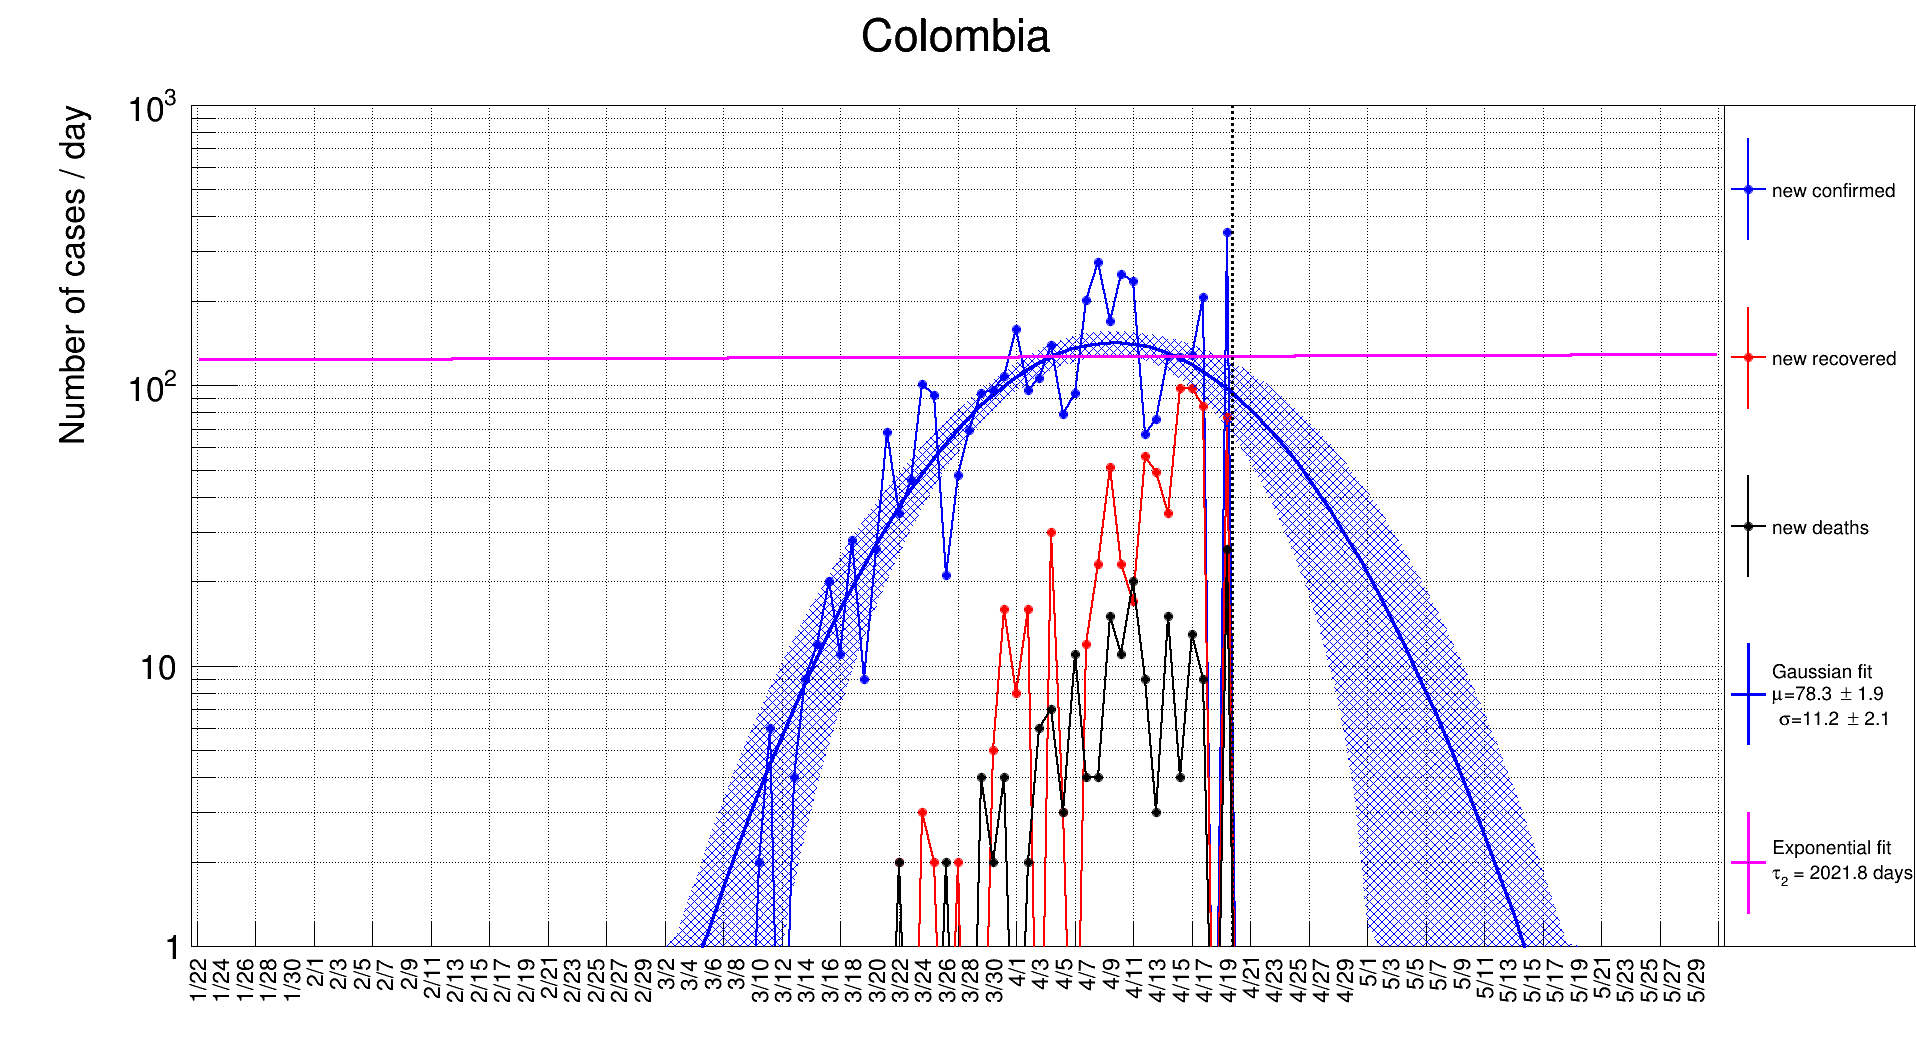 Colombia
Number of cases / day
10³
10²
10
1
1/22 1/24 1/26 1/28 1/30 2/1 2/3 2/5 2/7 2/9 2/11 2/13 2/15 2/17 2/19 2/21 2/23 2/25 2/27 2/29 3/2 3/4 3/6 3/8 3/10 3/12 3/14 3/16 3/18 3/20 3/22 3/24 3/26 3/28 3/30 4/1 4/3 4/5 4/7 4/9 4/11 4/13 4/15 4/17 4/19 4/21 4/23 4/25 4/27 4/29 5/1 5/3 5/5 5/7 5/9 5/11 5/13 5/15 5/17 5/19 5/21 5/23 5/25 5/27 5/29
new confirmed
new recovered
new deaths
Gaussian fit
μ=78.3 ± 1.9
σ=11.2 ± 2.1
Exponential fit
τ₂ = 2021.8 days